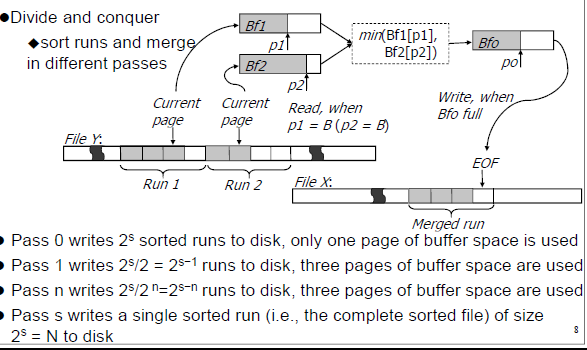 ●Divide and conquer
◆sort runs and merge
in different passes
Bf1
p1
Bf2
p2
min(Bf1[p1],
Bf2[p2])
Bfo
po
Current
page
Current
page
Read, when
p1 = B (p2 = B)
Write, when
Bfo full
File Y:
EOF
Run 1
Run 2
File X:
Merged run
● Pass 0 writes 2ˢ sorted runs to disk, only one page of buffer space is used
● Pass 1 writes 2ˢ/2 = 2ˢ⁻¹ runs to disk, three pages of buffer space are used
● Pass n writes 2ˢ/2 ⁿ=2ˢ⁻ⁿ runs to disk, three pages of buffer space are used
● Pass s writes a single sorted run (i.e., the complete sorted file) of size
2ˢ = N to disk
8